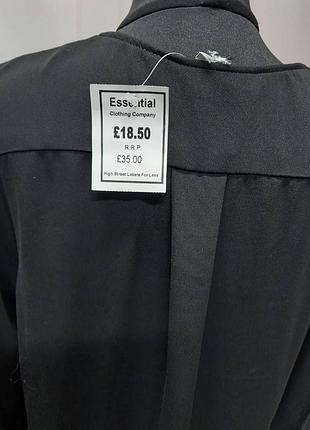 Essential
Clothing Company
£18.50
R.R.P.
£35.00
High Street Labels For Less